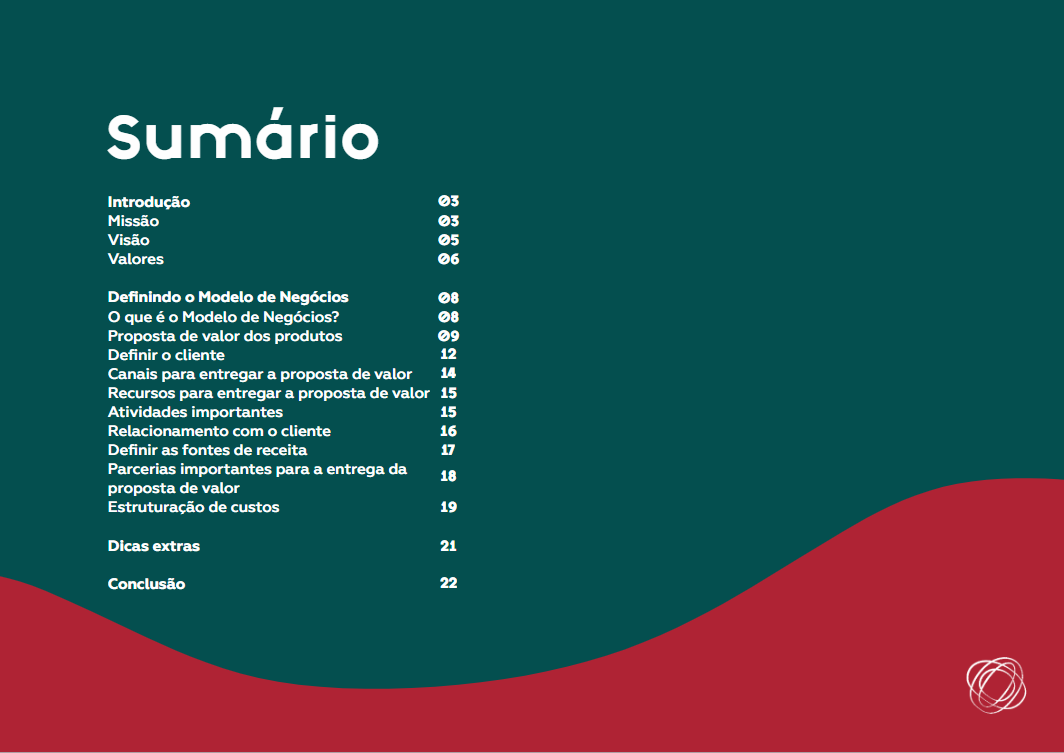 Sumário
Introdução 03
Missão 03
Visão 05
Valores 06
Definindo o Modelo de Negócios 08
O que é o Modelo de Negócios? 08
Proposta de valor dos produtos 09
Definir o cliente 12
Canais para entregar a proposta de valor 14
Recursos para entregar a proposta de valor 15
Atividades importantes 15
Relacionamento com o cliente 16
Definir as fontes de receita 17
Parcerias importantes para a entrega da
proposta de valor 18
Estruturação de custos 19
Dicas extras 21
Conclusão 22